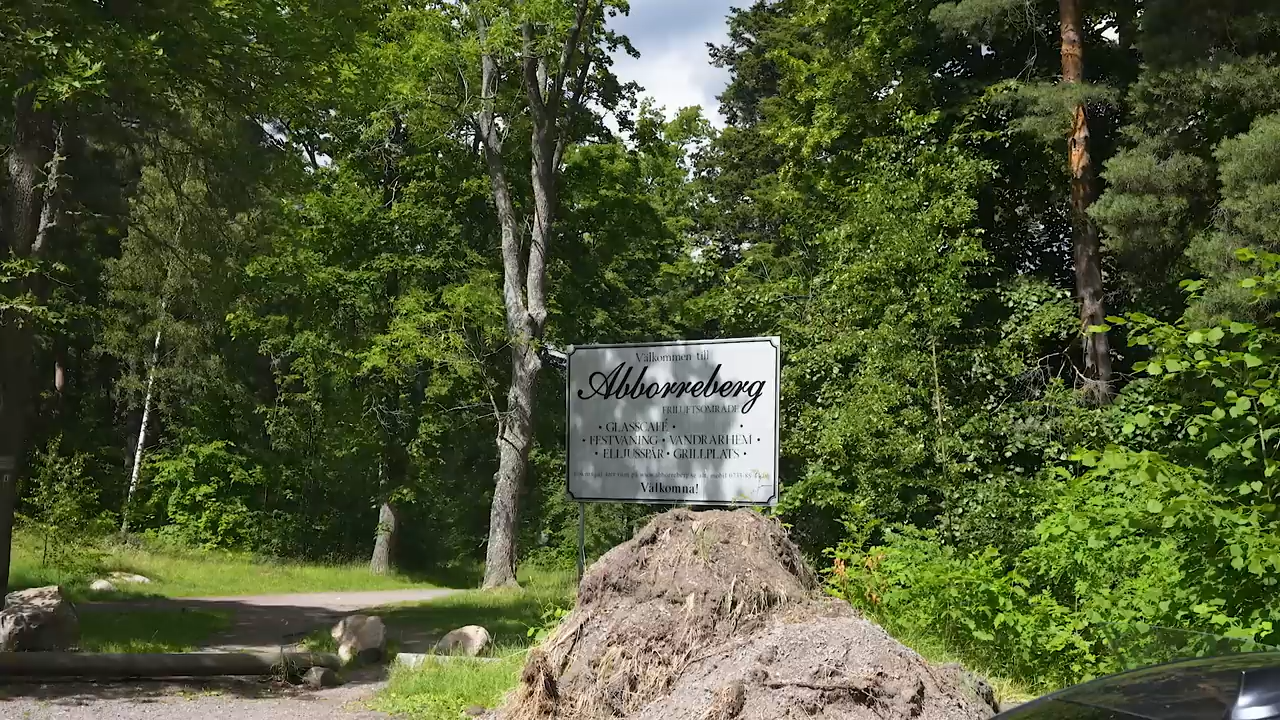 Välkommen till
Abborreberg
FRILUFTSOMRÅDE
• GLASSCAFÉ • •
• FESTVÅNING • VANDRARHEM •
• ELLJUSSPÅR • GRILLPLATS •
Välkomna!